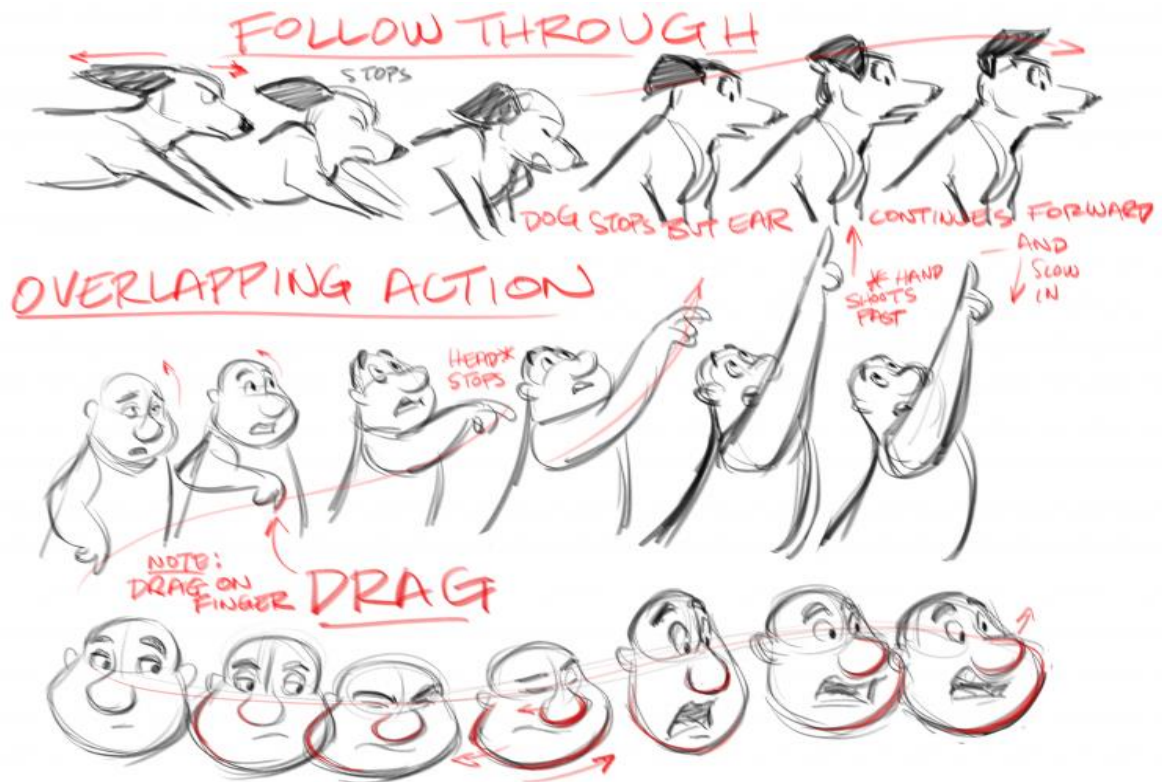 FOLLOW THROUGH
STOPS
DOG STOPS BUT EAR CONTINUES FORWARD
OVERLAPPING ACTION
HEAD*
STOPS
* HAND
SHOOTS
FAST
AND
SLOW
IN
NOTE:
DRAG ON
FINGER
DRAG